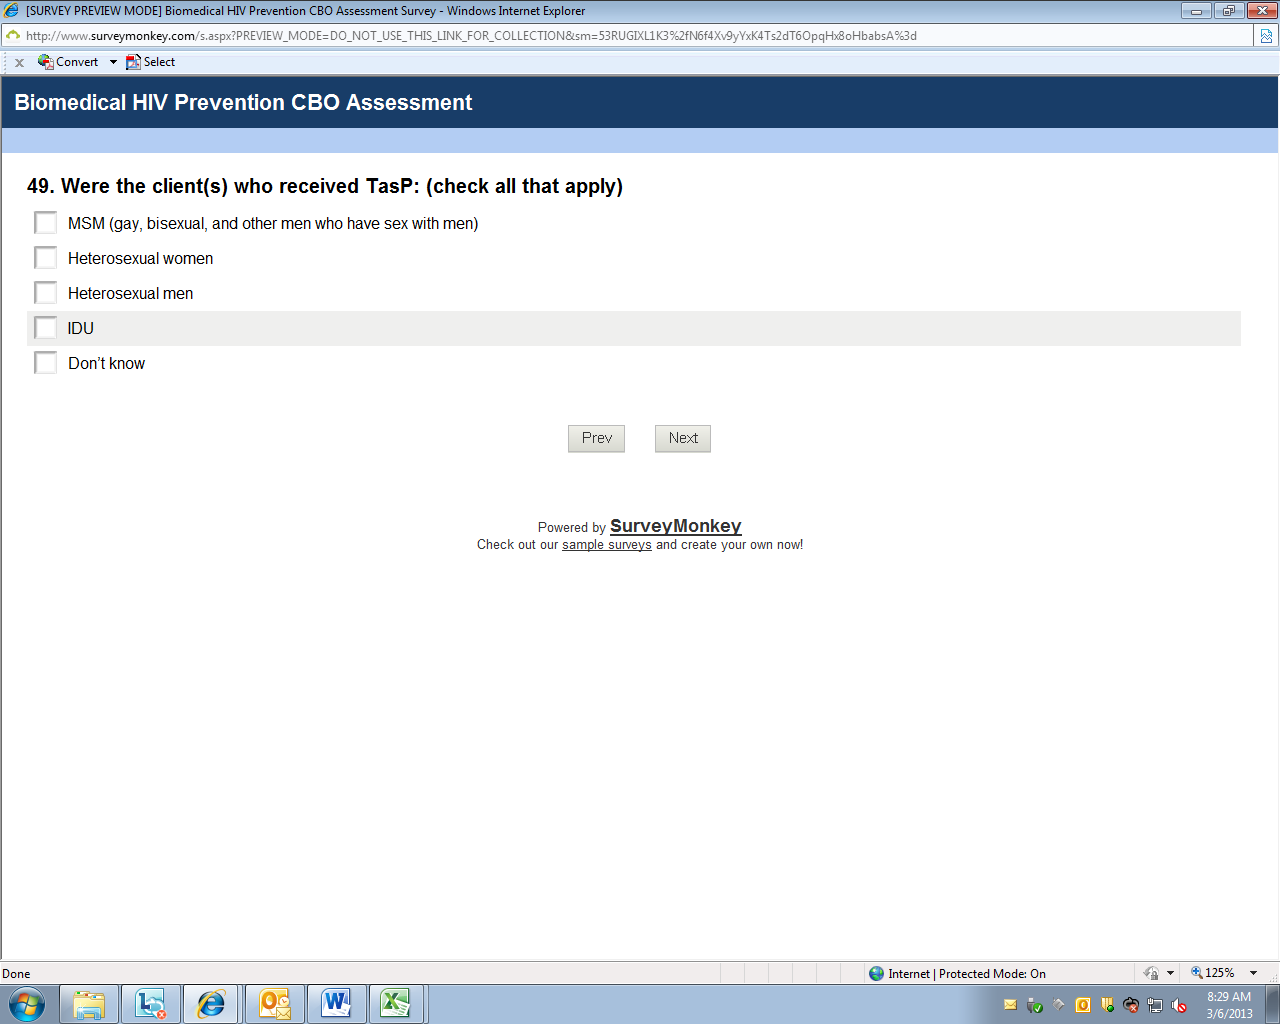 [SURVEY PREVIEW MODE] Biomedical HIV Prevention CBO Assessment Survey - Windows Internet Explorer
http://www.surveymonkey.com/s.aspx?PREVIEW_MODE=DO_NOT_USE_THIS_LINK_FOR_COLLECTION&sm=53RUGIXL1K3%2fN6f4Xv9yYxK4Ts2dT6OpqHx8oHbabsA%3d
x Convert Select
Biomedical HIV Prevention CBO Assessment
49. Were the client(s) who received TasP: (check all that apply)
MSM (gay, bisexual, and other men who have sex with men)
Heterosexual women
Heterosexual men
IDU
Don't know
Prev Next
Powered by SurveyMonkey
Check out our sample surveys and create your own now!
Done Internet | Protected Mode: On 125%
8:29 AM
3/6/2013